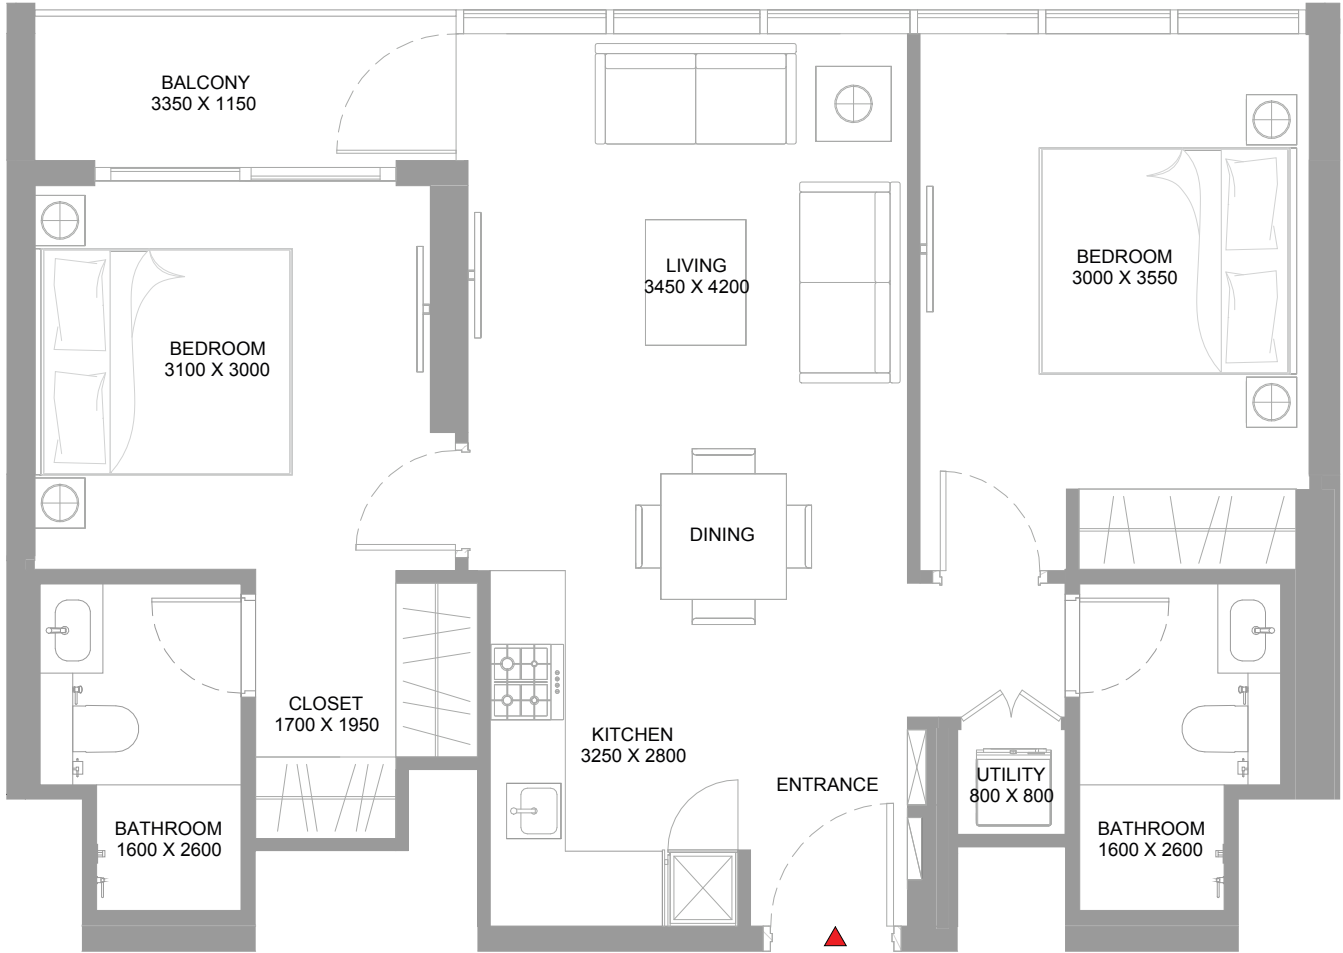 BALCONY
3350 X 1150
LIVING
3450 X 4200
BEDROOM
3000 X 3550
BEDROOM
3100 X 3000
DINING
CLOSET
1700 X 1950
KITCHEN
3250 X 2800
ENTRANCE
UTILITY
800 X 800
BATHROOM
1600 X 2600
BATHROOM
1600 X 2600